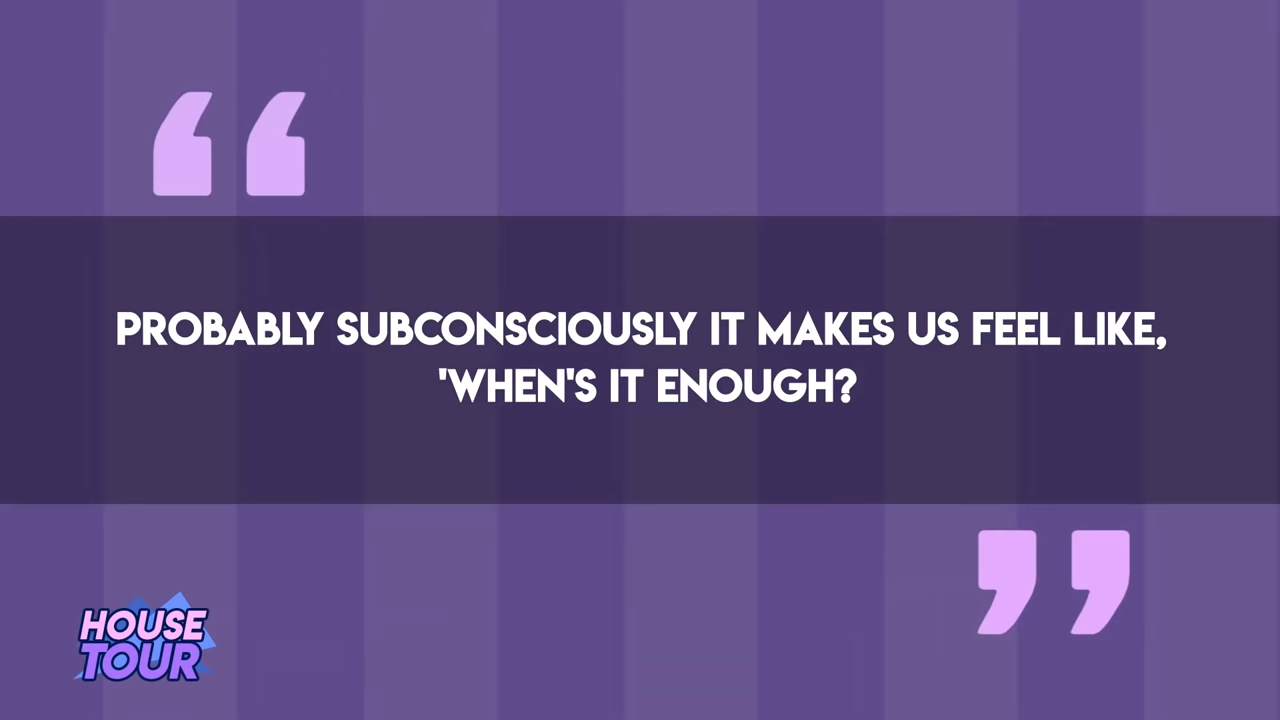 “
PROBABLY SUBCONSCIOUSLY IT MAKES US FEEL LIKE,
'WHEN'S IT ENOUGH?
”
HOUSE
TOUR